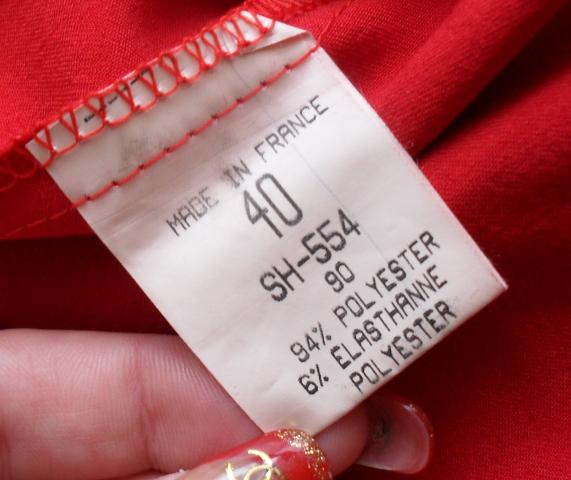 MADE IN FRANCE
40
SH-554
90
94% POLYESTER
6% ELASTHANNE
POLYESTER